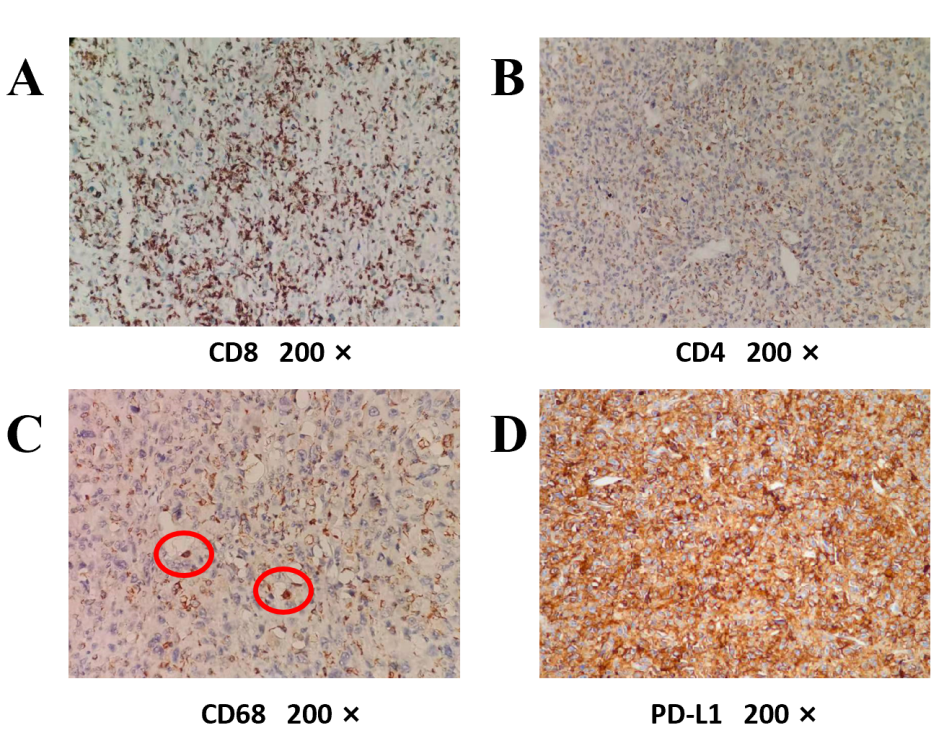 A
B
CD8 200 ×
CD4 200 ×
C
D
CD68 200 ×
PD-L1 200 ×